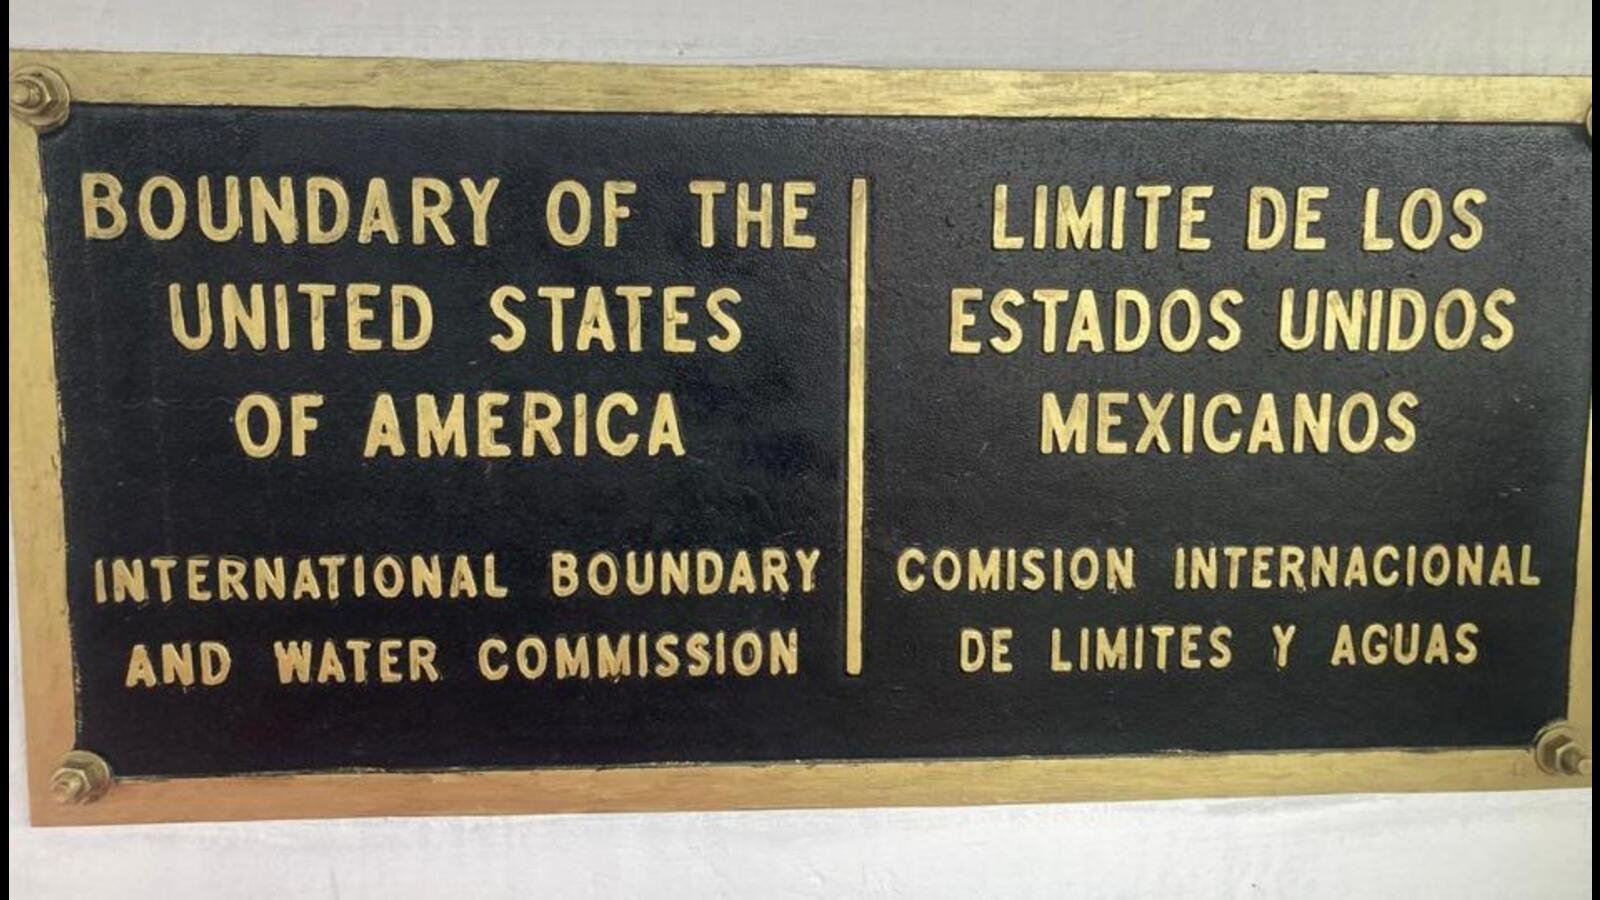 BOUNDARY OF THE
UNITED STATES
OF AMERICA
INTERNATIONAL BOUNDARY
AND WATER COMMISSION
LIMITE DE LOS
ESTADOS UNIDOS
MEXICANOS
COMISION INTERNACIONAL
DE LIMITES Y AGUAS